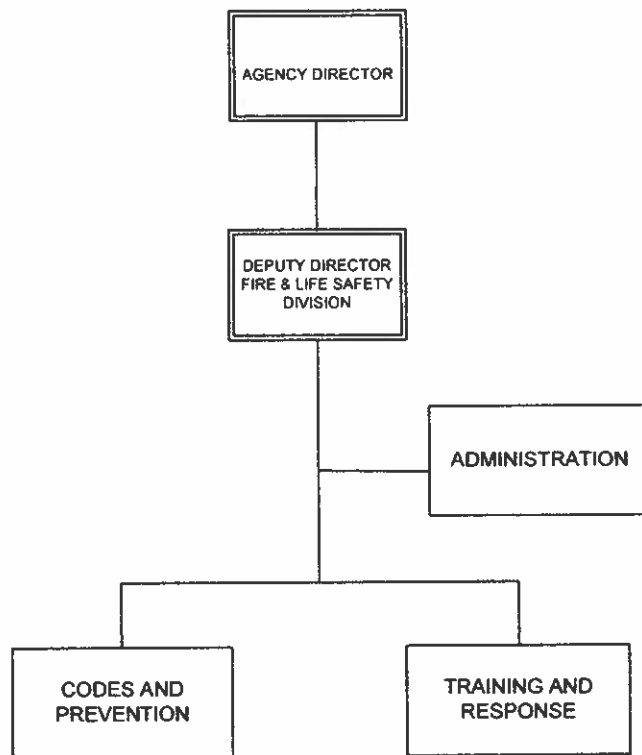 AGENCY DIRECTOR
DEPUTY DIRECTOR
FIRE & LIFE SAFETY
DIVISION
ADMINISTRATION
CODES AND
PREVENTION
TRAINING AND
RESPONSE